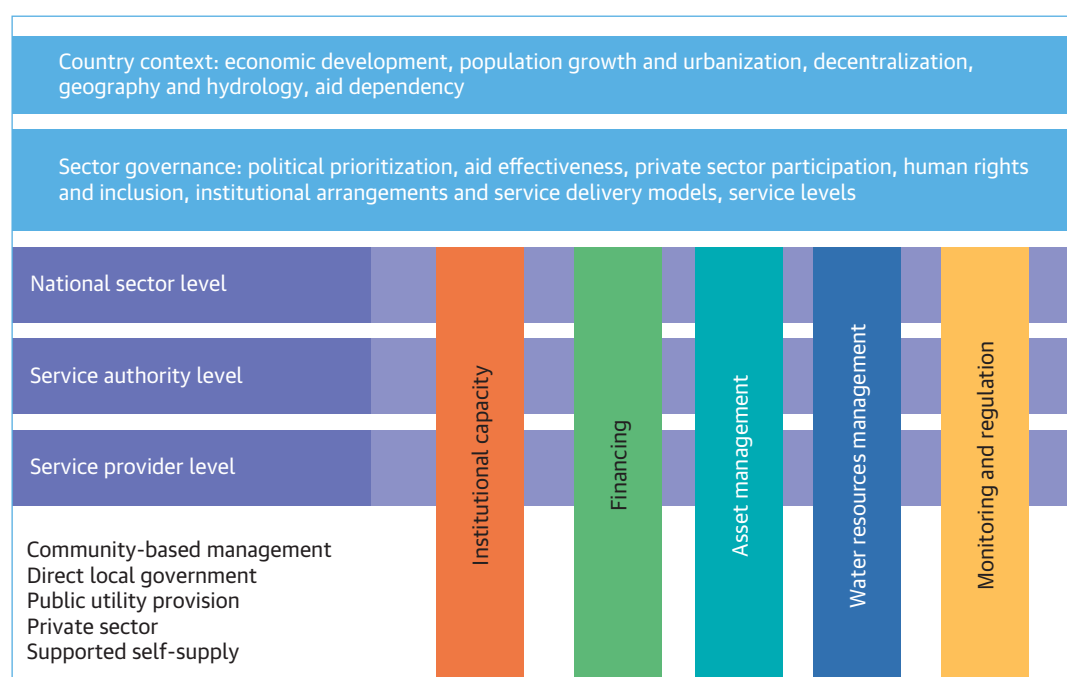 Country context: economic development, population growth and urbanization, decentralization,
geography and hydrology, aid dependency
Sector governance: political prioritization, aid effectiveness, private sector participation, human rights
and inclusion, institutional arrangements and service delivery models, service levels
National sector level
Service authority level
Service provider level
Community-based management
Direct local government
Public utility provision
Private sector
Supported self-supply
Institutional capacity
Financing
Asset management
Water resources management
Monitoring and regulation